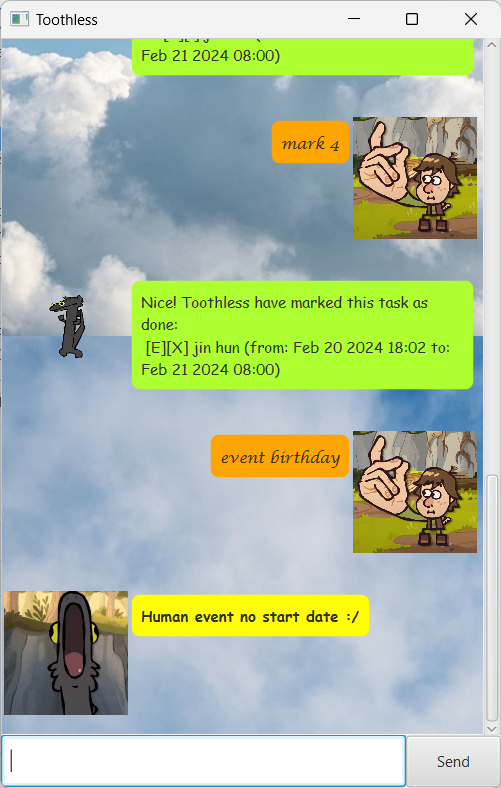 Toothless
Feb 21 2024 08:00)
mark 4
Nice! Toothless have marked this task as
done:
[E][X] jin hun (from: Feb 20 2024 18:02 to:
Feb 21 2024 08:00)
event birthday
Human event no start date :/
Send